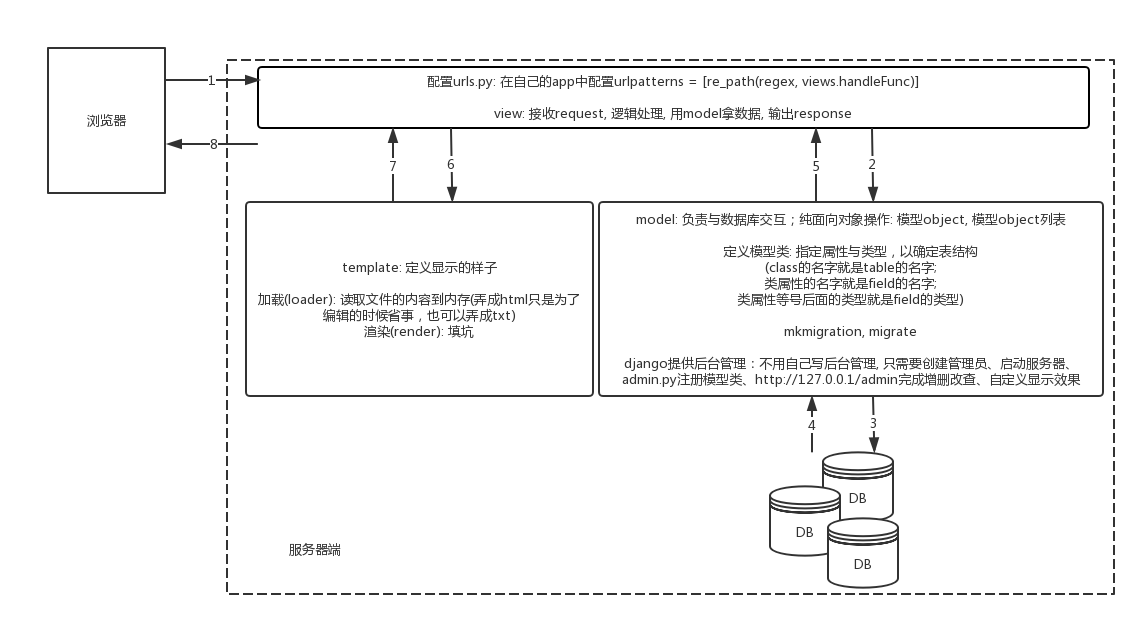 浏览器
1
8
配置urls.py: 在自己的app中配置urlpatterns = [re_path(regex, views.handleFunc)]
view: 接收request, 逻辑处理, 用model拿数据, 输出response
7
6
5
2
template: 定义显示的样子
加载(loader): 读取文件的内容到内存(弄成html只是为了
编辑的时候省事，也可以弄成txt)
渲染(render): 填坑
model: 负责与数据库交互；纯面向对象操作: 模型object, 模型object列表
定义模型类: 指定属性与类型，以确定表结构
(class的名字就是table的名字;
类属性的名字就是field的名字;
类属性等号后面的类型就是field的类型)
mkmigration, migrate
django提供后台管理：不用自己写后台管理, 只需要创建管理员、启动服务器、
admin.py注册模型类、http://127.0.0.1/admin完成增删改查、自定义显示效果
4
3
DB
DB
DB
服务器端